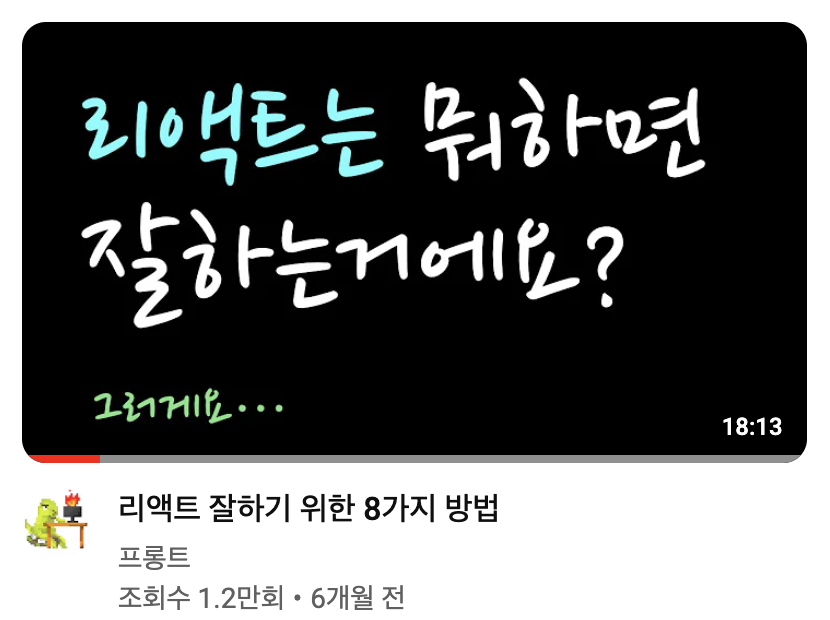 리액트는 뭐하면
잘하는거에요?
그러게요...
18:13
리액트 잘하기 위한 8가지 방법
프롱트
조회수 1.2만회 • 6개월 전